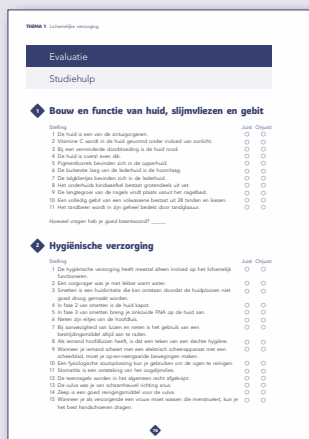 THEMA 1 Lichamelijke verzorging
Evaluatie
Studiehulp
1 Bouw en functie van huid, slijmvliezen en gebit
Stelling Juist Onjuist
1 De huid is een van de zintuigorganen.
2 Vitamine C wordt in de huid gevormd onder invloed van zonlicht.
3 Bij een verminderde doorbloeding is de huid rood.
4 De huid is overal even dik.
5 Pigmentkorrels bevinden zich in de opperhuid.
6 De buitenste laag van de lederhuid is de hoornlaag.
7 De talgkliertjes bevinden zich in de lederhuid.
8 Het onderhuids bindweefsel bestaat grotendeels uit vet.
9 De lengtegroei van de nagels vindt plaats vanuit het nagelbed.
10 Een volledig gebit van een volwassene bestaat uit 28 tanden en kiezen.
11 Het tandbeen wordt in zijn geheel bedekt door tandglazuur.
Hoeveel vragen heb je goed beantwoord? _____
2 Hygiënische verzorging
Stelling Juist Onjuist
1 De hygiënische verzorging heeft meestal alleen invloed op het lichamelijk
functioneren.
2 Een zorgvrager was je met lekker warm water.
3 Smetten is een huidirritatie die kan ontstaan doordat de huidplooien niet
goed droog gemaakt worden.
4 In fase 2 van smetten is de huid kapot.
5 In fase 3 van smetten breng je zinkoxide FNA op de huid aan.
6 Neten zijn eitjes van de hoofdluis.
7 Bij aanwezigheid van luizen en neten is het gebruik van een
bestrijdingsmiddel altijd aan te raden.
8 Als iemand hoofdluizen heeft, is dat een teken van een slechte hygiëne.
9 Wanneer je iemand scheert met een elektrisch scheerapparaat met een
scheerblad, moet je op-en-neergaande bewegingen maken.
10 Een fysiologische zoutoplossing kun je gebruiken om de ogen te reinigen.
11 Stomatitis is een ontsteking van het oogslijmvlies.
12 De teennagels worden in het algemeen recht afgeknipt.
13 De vulva was je van schaamheuvel richting anus.
14 Zeep is een goed reinigingsmiddel voor de vulva.
15 Wanneer je als verzorgende een vrouw moet wassen die menstrueert, kun je
het best handschoenen dragen.